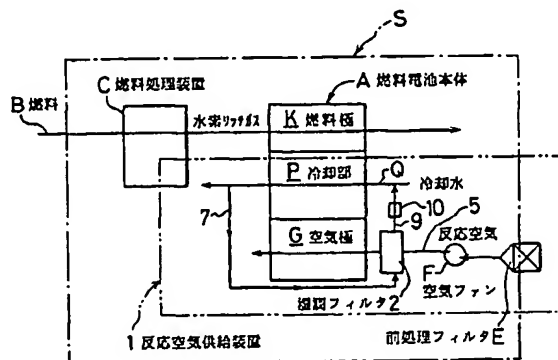 S
A 燃料電池本体
C 燃料処理装置
B 燃料
水素リッチガス
K 燃料極
P 冷却部
Q
冷却水
7
10
9
5
G 空気極
反応空気
F
空気ファン
湿潤フィルタ2
前処理フィルタE
1 反応空気供給装置